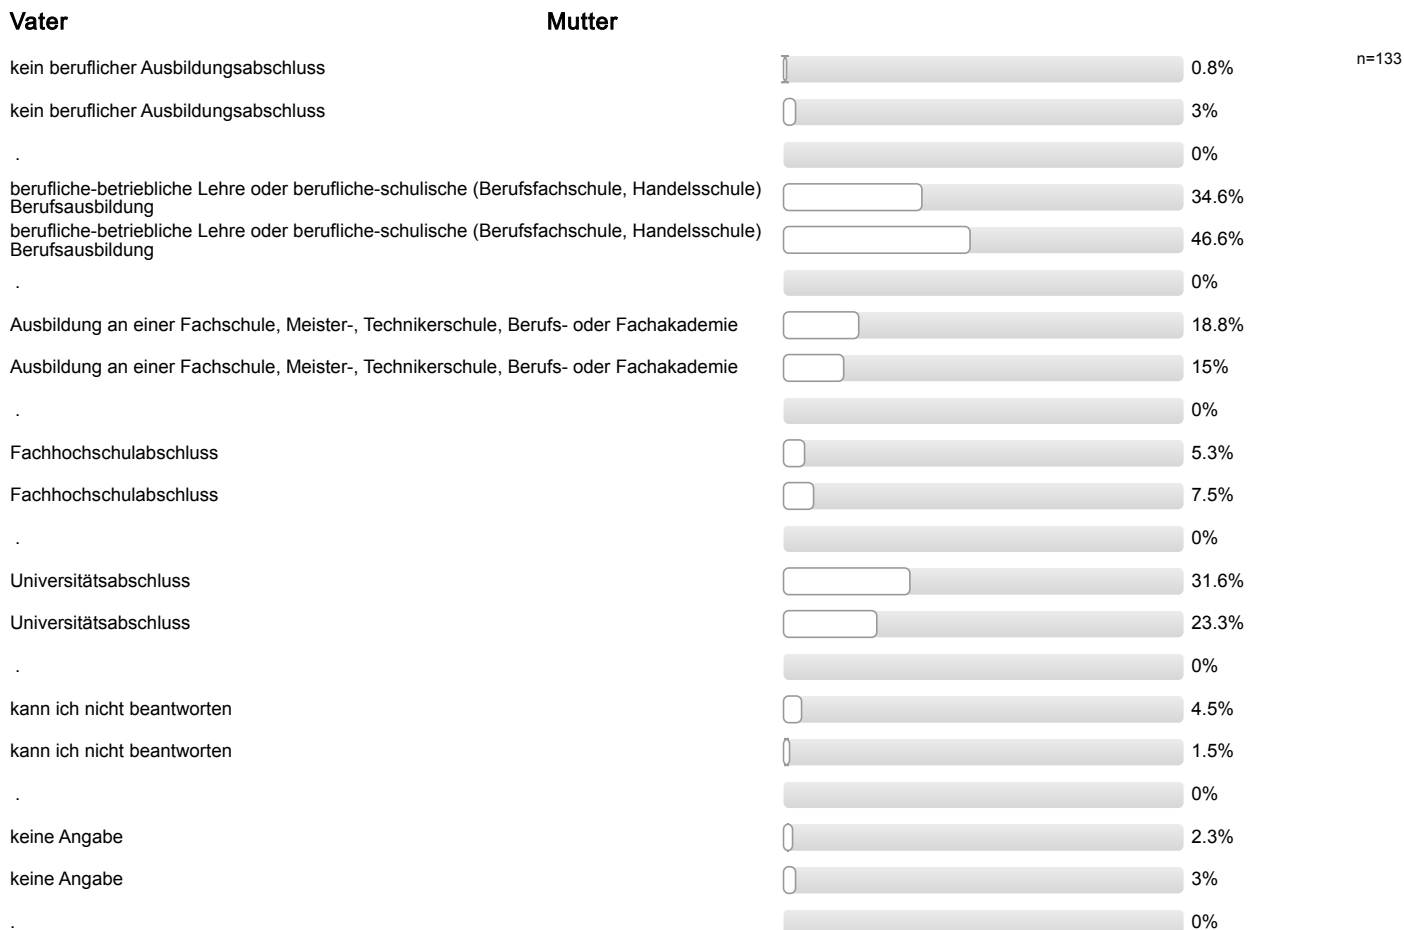 Vater Mutter
kein beruflicher Ausbildungsabschluss 0.8% n=133
kein beruflicher Ausbildungsabschluss 3%
. 0%
berufliche-betriebliche Lehre oder berufliche-schulische (Berufsfachschule, Handelsschule)
Berufsausbildung 34.6%
berufliche-betriebliche Lehre oder berufliche-schulische (Berufsfachschule, Handelsschule)
Berufsausbildung 46.6%
. 0%
Ausbildung an einer Fachschule, Meister-, Technikerschule, Berufs- oder Fachakademie 18.8%
Ausbildung an einer Fachschule, Meister-, Technikerschule, Berufs- oder Fachakademie 15%
. 0%
Fachhochschulabschluss 5.3%
Fachhochschulabschluss 7.5%
. 0%
Universitätsabschluss 31.6%
Universitätsabschluss 23.3%
. 0%
kann ich nicht beantworten 4.5%
kann ich nicht beantworten 1.5%
. 0%
keine Angabe 2.3%
keine Angabe 3%
. 0%